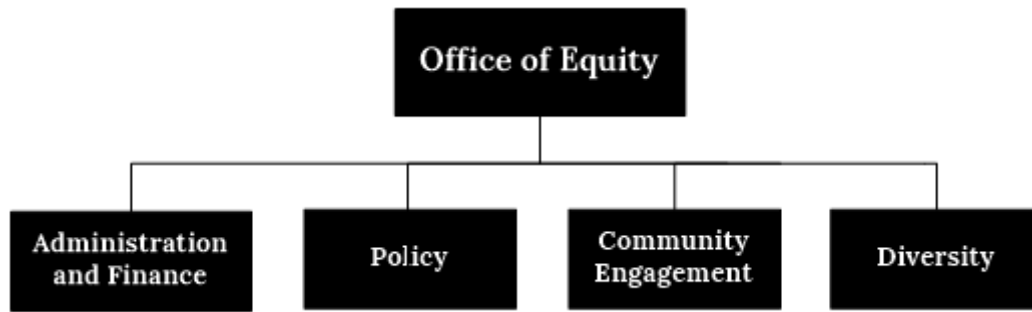 Office of Equity
Administration
and Finance
Policy
Community
Engagement
Diversity